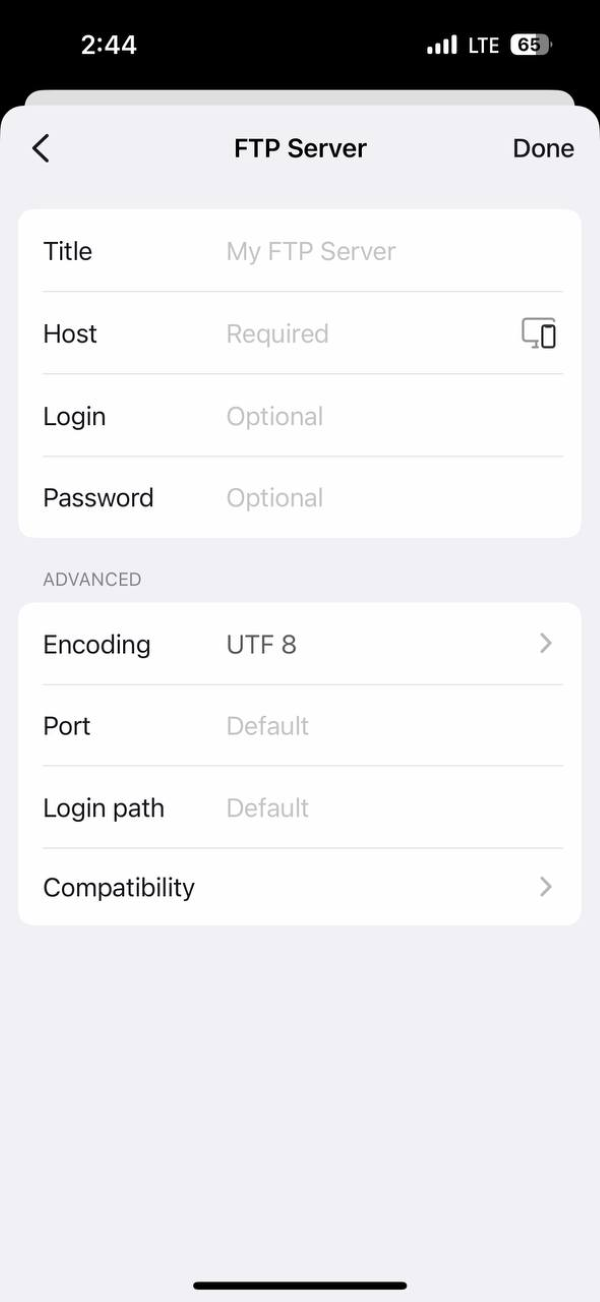 2:44 LTE 65
FTP Server Done
Title My FTP Server
Host Required
Login Optional
Password Optional
ADVANCED
Encoding UTF 8
Port Default
Login path Default
Compatibility